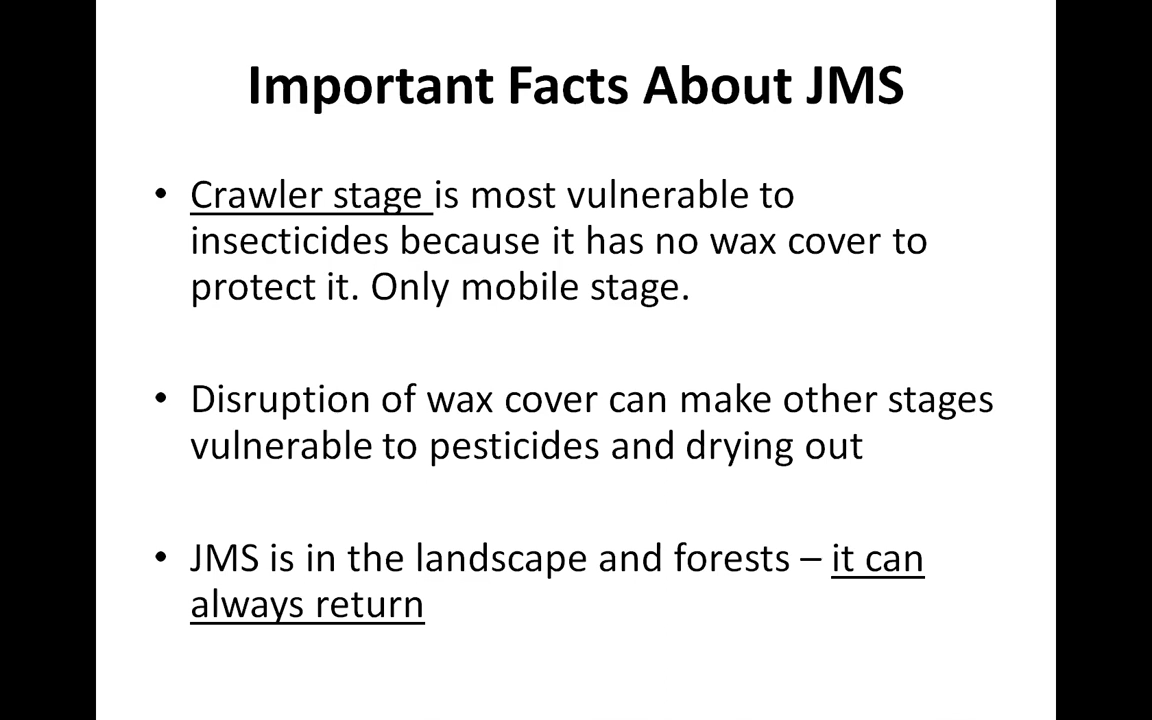 Important Facts About JMS
• Crawler stage is most vulnerable to
insecticides because it has no wax cover to
protect it. Only mobile stage.
• Disruption of wax cover can make other stages
vulnerable to pesticides and drying out
• JMS is in the landscape and forests – it can
always return